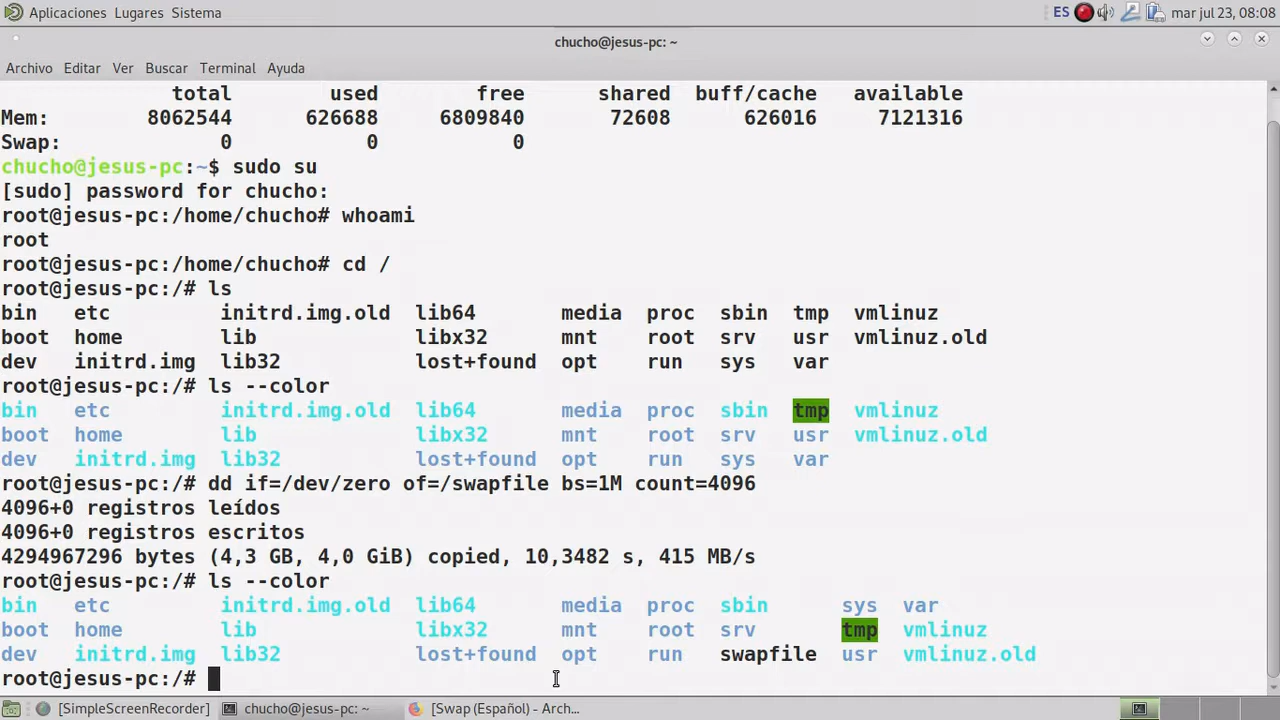 Aplicaciones Lugares Sistema ES mar jul 23, 08:08
chucho@jesus-pc: ~
Archivo Editar Ver Buscar Terminal Ayuda
total used free shared buff/cache available
Mem: 8062544 626688 6809840 72608 626016 7121316
Swap: 0 0 0
chucho@jesus-pc:~$ sudo su
[sudo] password for chucho:
root@jesus-pc:/home/chucho# whoami
root
root@jesus-pc:/home/chucho# cd /
root@jesus-pc:/# ls
bin etc initrd.img.old lib64 media proc sbin tmp vmlinuz
boot home lib libx32 mnt root srv usr vmlinuz.old
dev initrd.img lib32 lost+found opt run sys var
root@jesus-pc:/# ls --color
bin etc initrd.img.old lib64 media proc sbin tmp vmlinuz
boot home lib libx32 mnt root srv usr vmlinuz.old
dev initrd.img lib32 lost+found opt run sys var
root@jesus-pc:/# dd if=/dev/zero of=/swapfile bs=1M count=4096
4096+0 registros leídos
4096+0 registros escritos
4294967296 bytes (4,3 GB, 4,0 GiB) copied, 10,3482 s, 415 MB/s
root@jesus-pc:/# ls --color
bin etc initrd.img.old lib64 media proc sbin sys var
boot home lib libx32 mnt root srv tmp vmlinuz
dev initrd.img lib32 lost+found opt run swapfile usr vmlinuz.old
root@jesus-pc:/#
[SimpleScreenRecorder] chucho@jesus-pc: ~ [Swap (Español) - Arch...